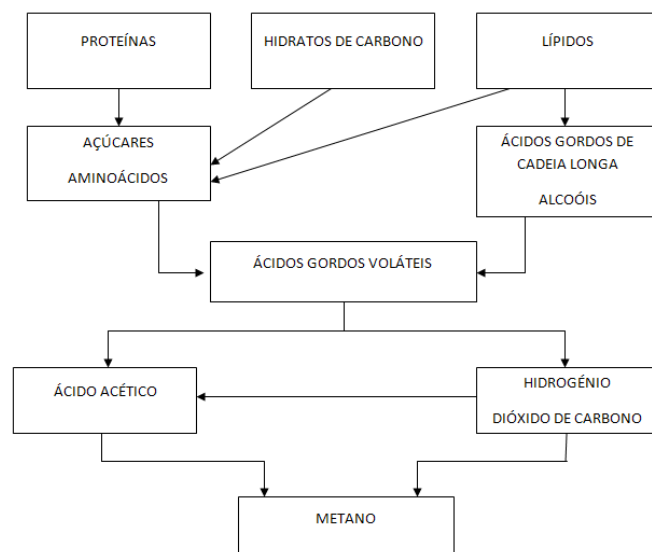 PROTEÍNAS
HIDRATOS DE CARBONO
LÍPIDOS
AÇÚCARES
AMINOÁCIDOS
ÁCIDOS GORDOS DE
CADEIA LONGA
ALCOÓIS
ÁCIDOS GORDOS VOLÁTEIS
ÁCIDO ACÉTICO
HIDROGÉNIO
DIÓXIDO DE CARBONO
METANO